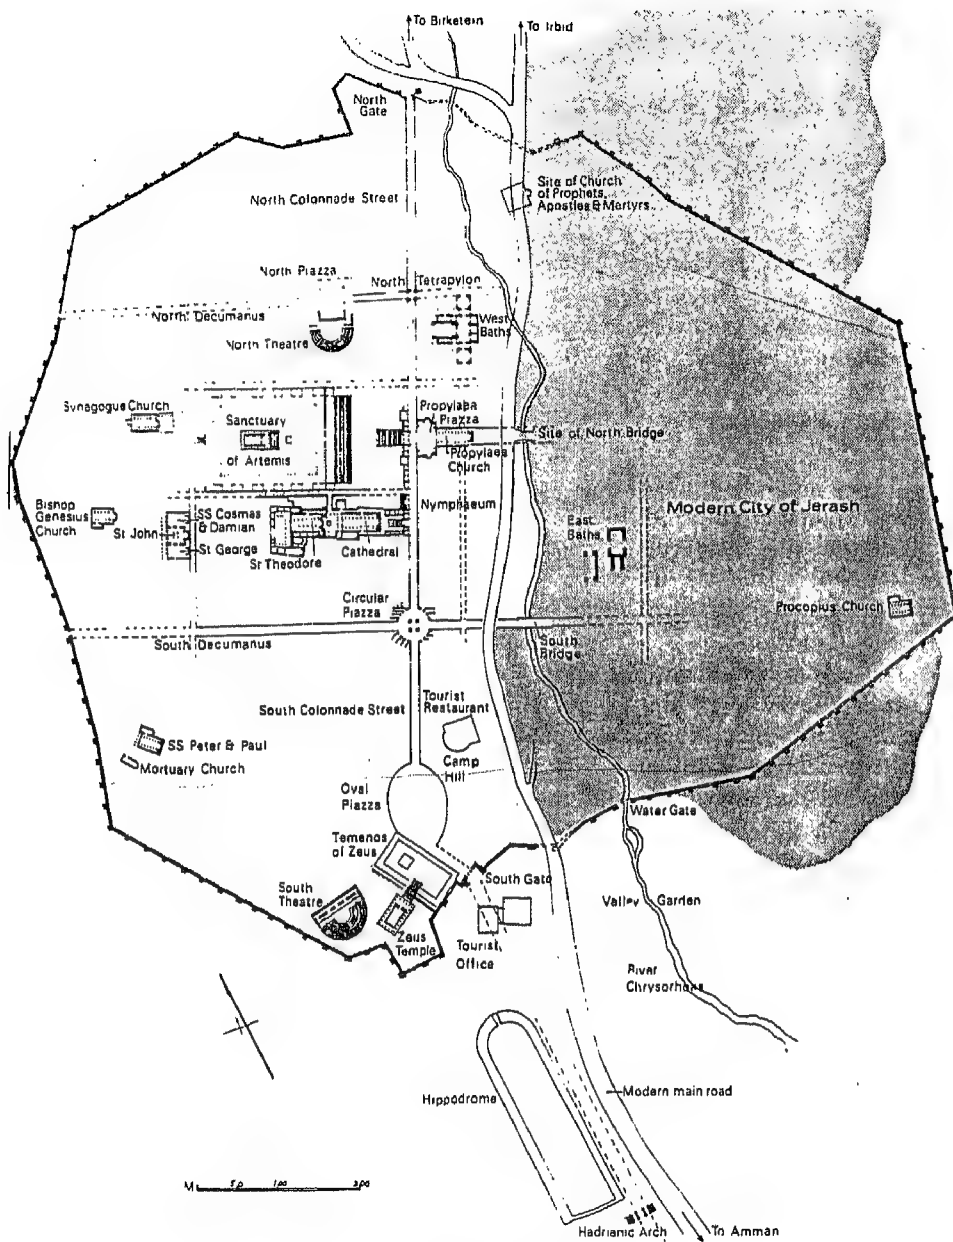 To Birketein
To Irbid
North
Gate
North Colonnade Street
Site of Church
of Prophets,
Apostles & Martyrs
North Piazza
North Tetrapylon
North Decumanus
West
Baths
North Theatre
Synagogue Church
Sanctuary
of Artemis
C
Propylaea
Piazza
Propylaea
Church
Site of North Bridge
Bishop
Genesius
Church
St John
SS Cosmas
& Damian
St George
St Theodore
Cathedral
Nymphaeum
Modern City of Jerash
East
Baths
Circular
Piazza
Procopius Church
South Decumanus
South
Bridge
South Colonnade Street
Tourist
Restaurant
SS Peter & Paul
Mortuary Church
Camp
Hill
Oval
Piazza
Water Gate
Temenos
of Zeus
South Gate
South
Theatre
Zeus
Temple
Tourist
Office
Valley Garden
River
Chrysorhoas
Hippodrome
Modern main road
M
50
100
200
Hadrianic Arch
To Amman